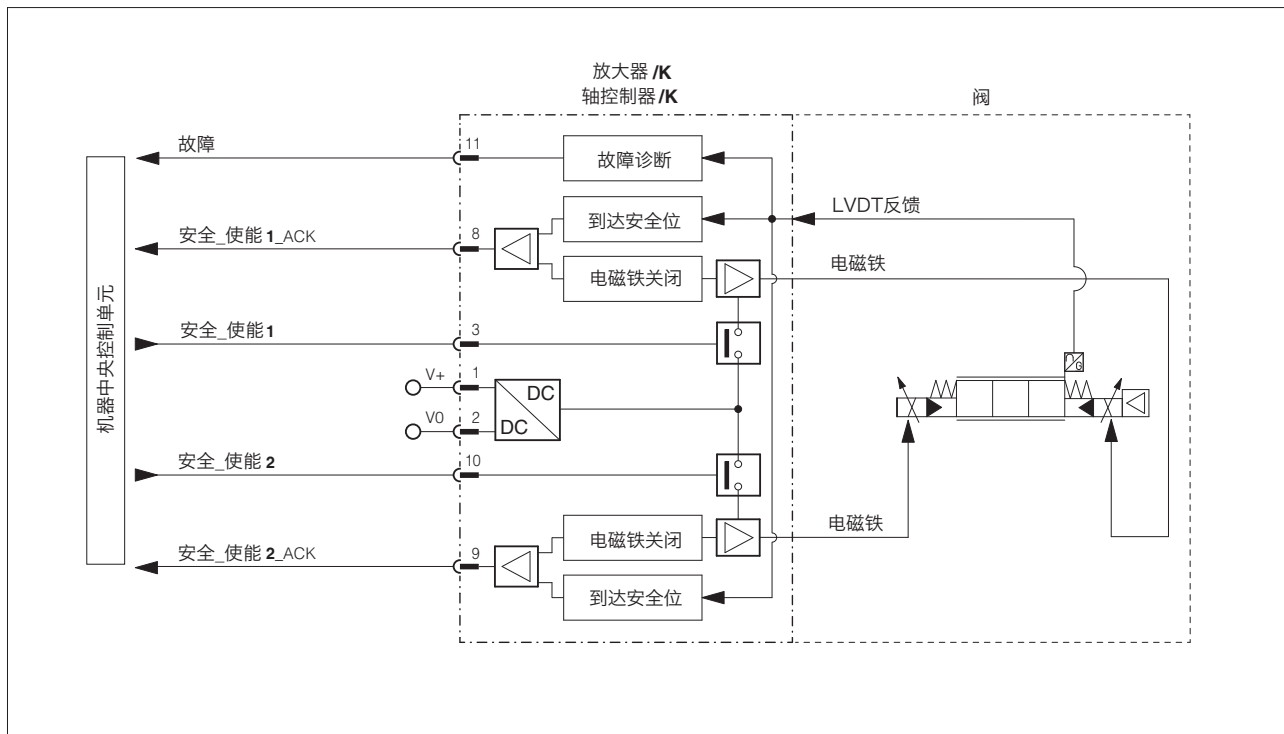 放大器 /K
轴控制器 /K
阀
故障
11
故障诊断
到达安全位
LVDT反馈
安全_使能 1_ACK
8
电磁铁关闭
电磁铁
安全_使能 1
3
机器中央控制单元
V+
1
DC
DC
V0
2
G
安全_使能 2
10
电磁铁关闭
电磁铁
安全_使能 2_ACK
9
到达安全位